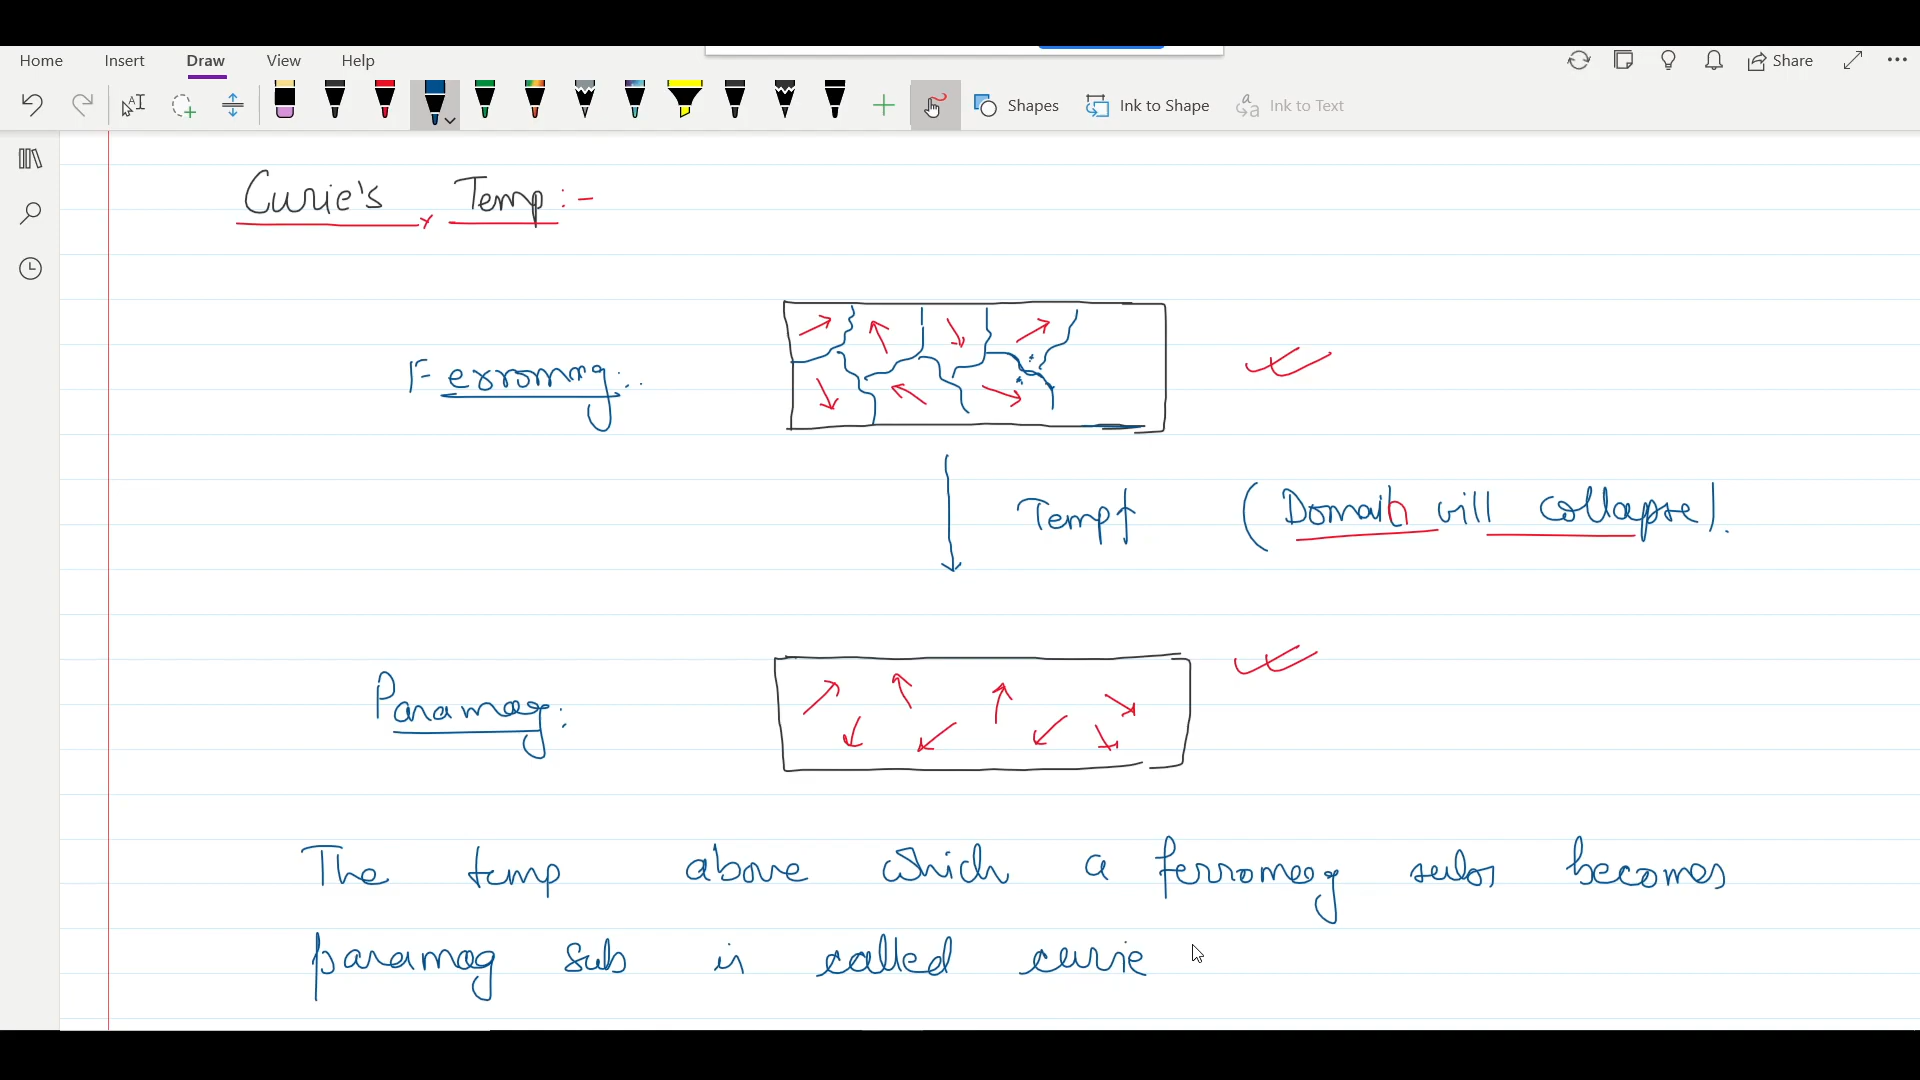 Home Insert Draw View Help Share
Shapes Ink to Shape Ink to Text
Curie's Temp :-
Ferromag:
Temp↑ (Domain will collapse).
Paramag:
The temp above which a ferromag subs becomes
paramag sub is called curie